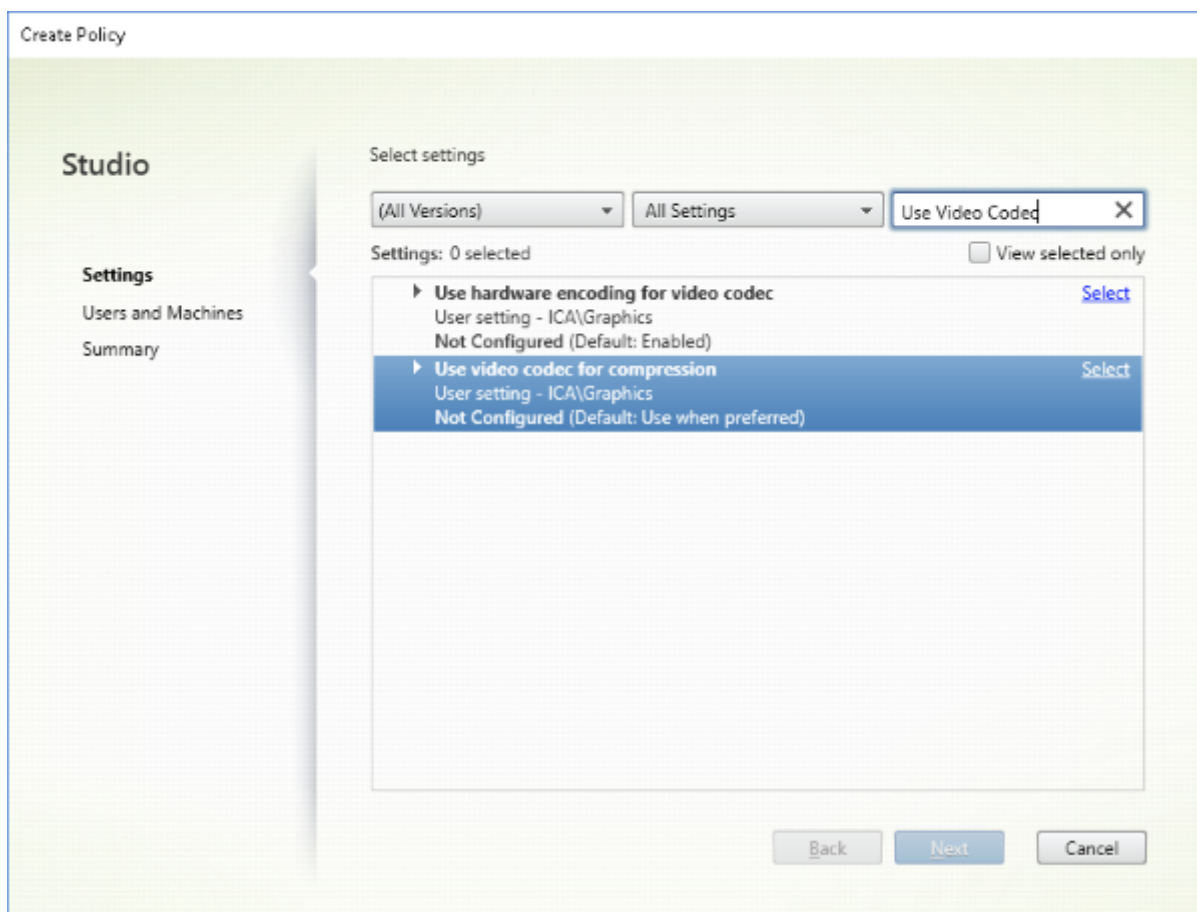 Create Policy
Studio
Settings
Users and Machines
Summary
Select settings
(All Versions)
All Settings
Use Video Codec
Settings: 0 selected
View selected only
Use hardware encoding for video codec
Select
User setting - ICA\Graphics
Not Configured (Default: Enabled)
Use video codec for compression
Select
User setting - ICA\Graphics
Not Configured (Default: Use when preferred)
Back
Next
Cancel